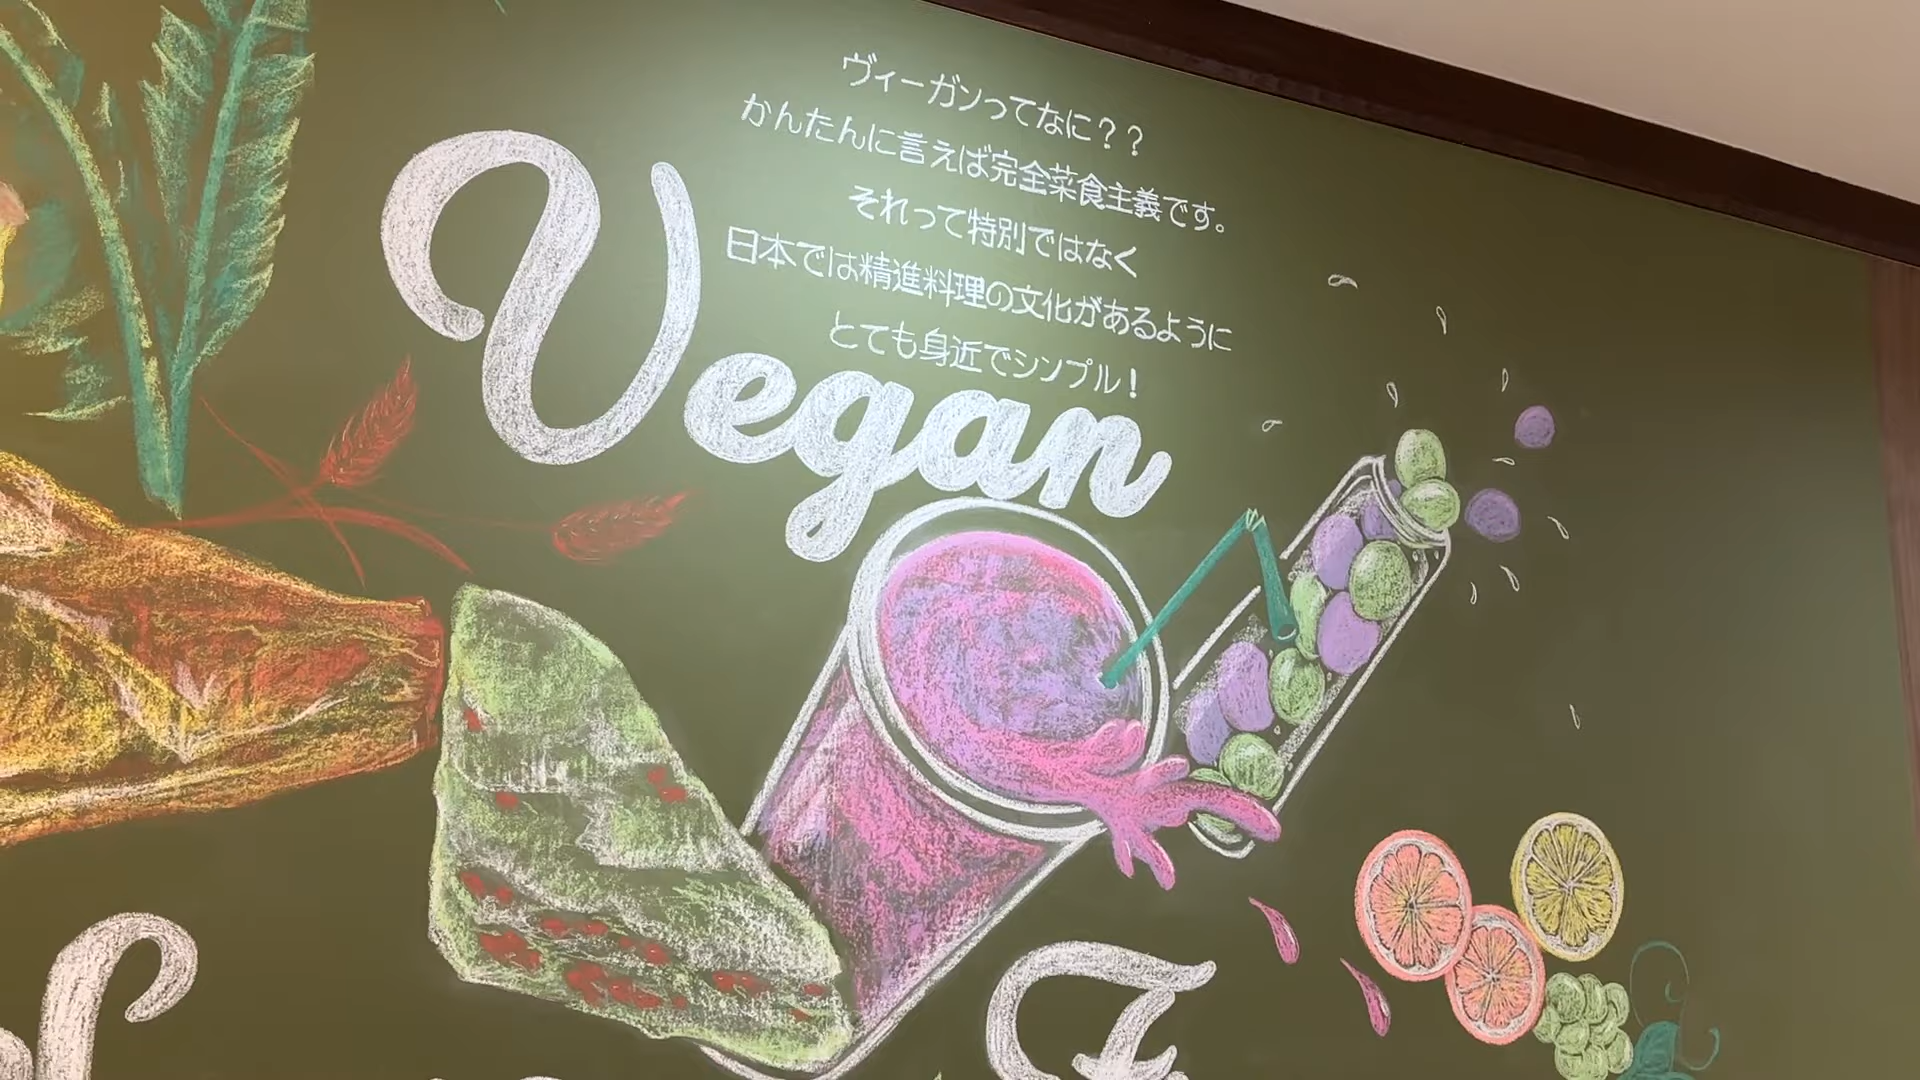 ヴィーガンってなに？？
かんたんに言えば完全菜食主義です。
それって特別ではなく
日本では精進料理の文化があるように
とても身近でシンプル！
Vegan